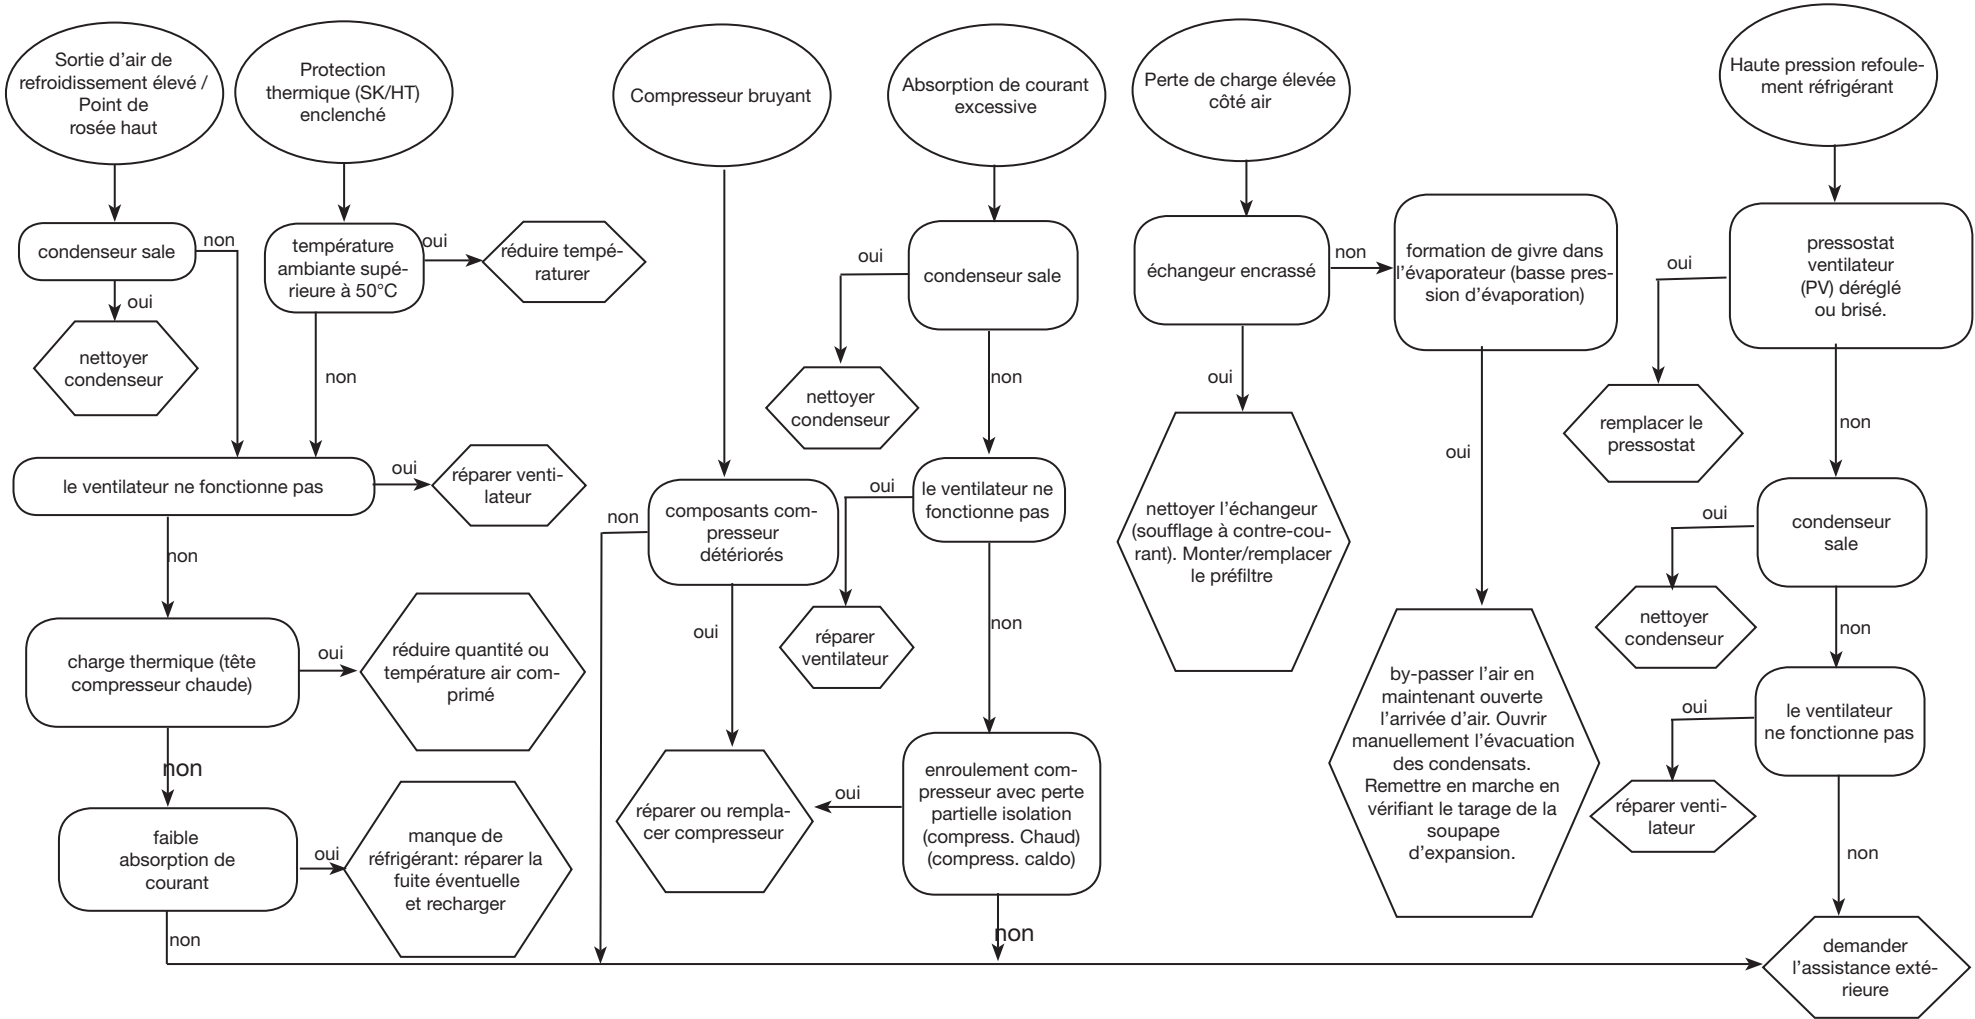 Sortie d'air de
refroidissement élevé /
Point de
rosée haut
Protection
thermique (SK/HT)
enclenché
Compresseur bruyant
Absorption de courant
excessive
Perte de charge élevée
côté air
Haute pression refoule-
ment réfrigérant
condenseur sale
non
oui
nettoyer
condenseur
température
ambiante supé-
rieure à 50°C
oui
réduire tempé-
raturer
non
le ventilateur ne fonctionne pas
oui
réparer venti-
lateur
non
charge thermique (tête
compresseur chaude)
oui
réduire quantité ou
température air com-
primé
non
faible
absorption de
courant
oui
manque de
réfrigérant: réparer la
fuite éventuelle
et recharger
non
composants com-
presseur
détériorés
non
oui
réparer ou rempla-
cer compresseur
condenseur sale
oui
nettoyer
condenseur
non
le ventilateur ne
fonctionne pas
oui
réparer
ventilateur
non
enroulement com-
presseur avec perte
partielle isolation
(compress. Chaud)
(compress. caldo)
oui
non
échangeur encrassé
non
oui
nettoyer l'échangeur
(soufflage à contre-cou-
rant). Monter/remplacer
le préfiltre
formation de givre dans
l'évaporateur (basse pres-
sion d'évaporation)
oui
by-passer l'air en
maintenant ouverte
l'arrivée d'air. Ouvrir
manuellement l'évacuation
des condensats.
Remettre en marche en
vérifiant le tarage de la
soupape
d'expansion.
pressostat
ventilateur
(PV) déréglé
ou brisé.
oui
remplacer le
pressostat
non
condenseur
sale
oui
nettoyer
condenseur
non
le ventilateur
ne fonctionne pas
oui
réparer venti-
lateur
non
demander
l'assistance exté-
rieure